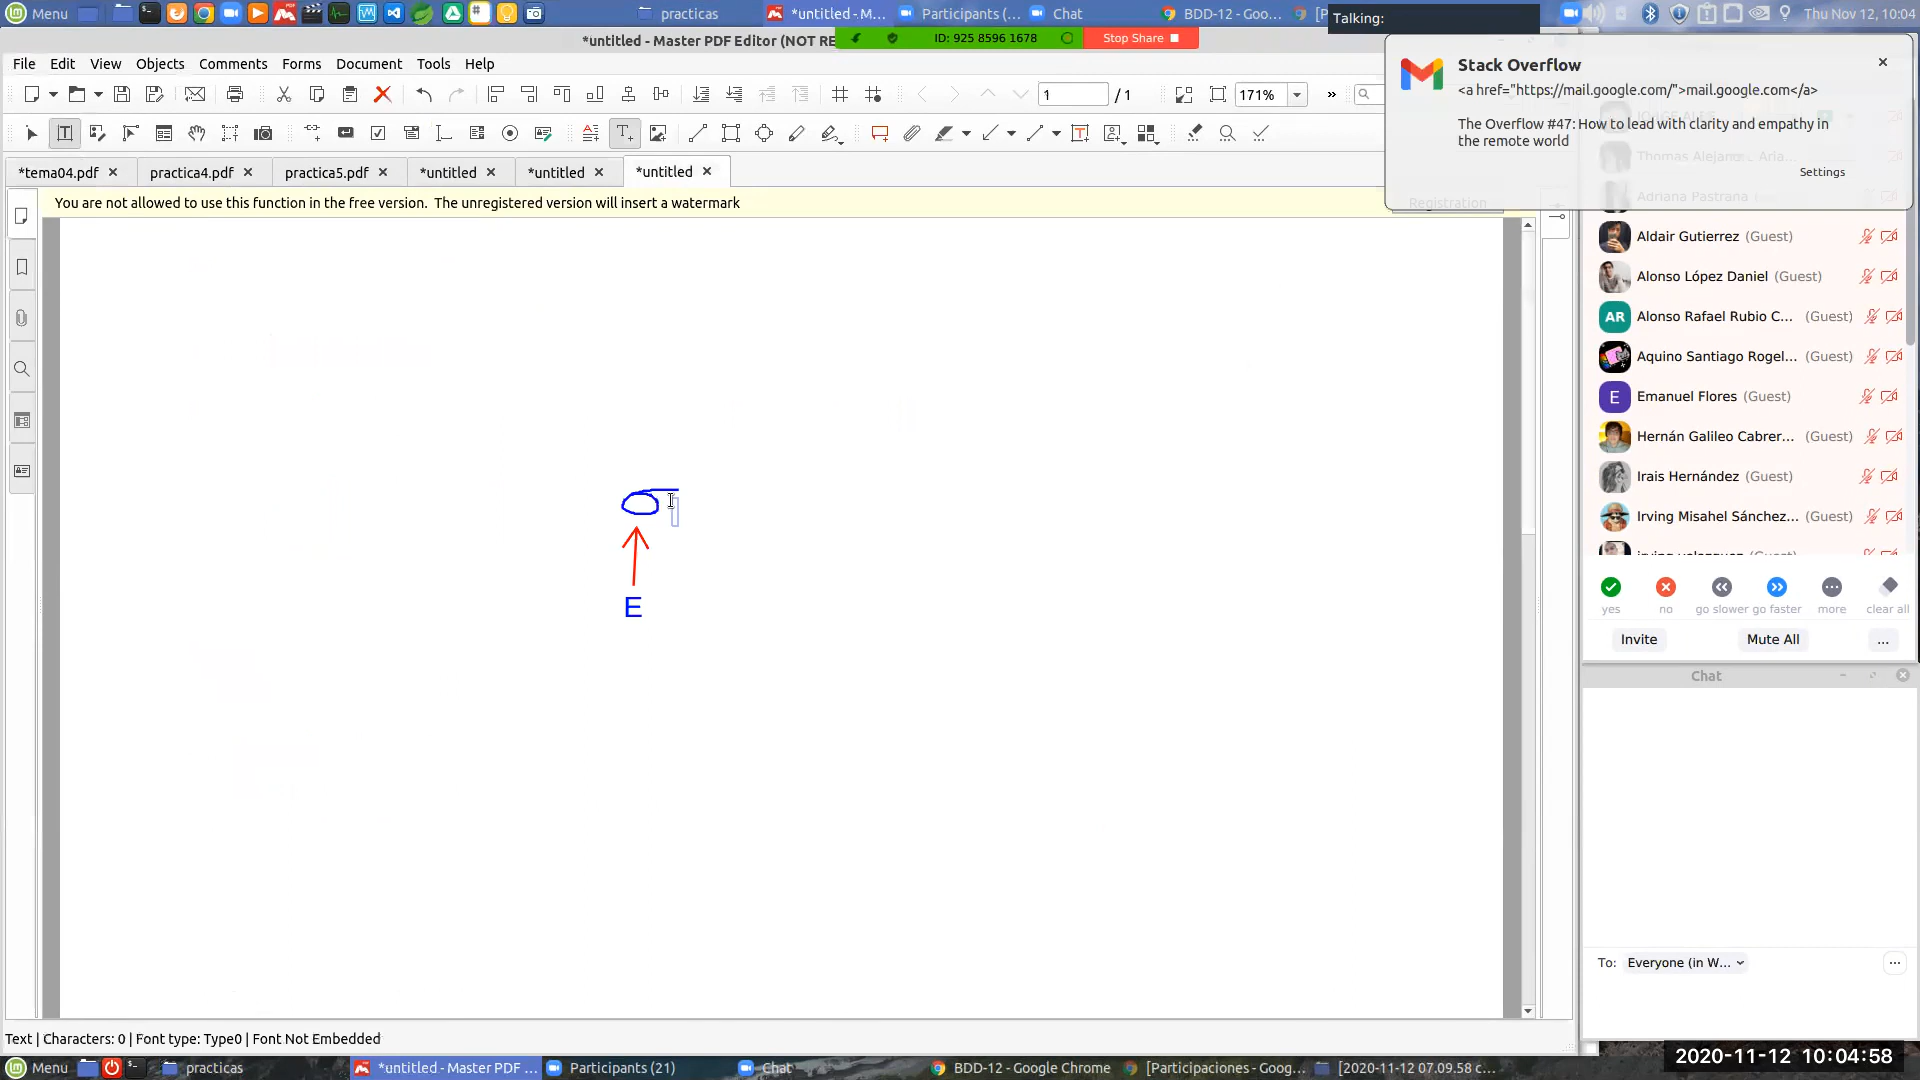 Menu
practicas
*untitled - M...
Participants (...
Chat
BDD-12 - Goo...
Thu Nov 12, 10:04
Talking:
*untitled - Master PDF Editor (NOT RE
ID: 925 8596 1678
Stop Share
File Edit View Objects Comments Forms Document Tools Help
1 / 1
171%
Stack Overflow
<a href="https://mail.google.com/">mail.google.com</a>
The Overflow #47: How to lead with clarity and empathy in
the remote world
Settings
*tema04.pdf
practica4.pdf
practica5.pdf
*untitled
*untitled
*untitled
You are not allowed to use this function in the free version. The unregistered version will insert a watermark
Registration
Thomas Alejandro Aria...
Adriana Pastrana
Aldair Gutierrez (Guest)
Alonso López Daniel (Guest)
AR Alonso Rafael Rubio C... (Guest)
Aquino Santiago Rogel... (Guest)
E Emanuel Flores (Guest)
Hernán Galileo Cabrer... (Guest)
Irais Hernández (Guest)
Irving Misahel Sánchez... (Guest)
irving velazquez (Guest)
E
yes no go slower go faster more clear all
Invite Mute All ...
Chat
To: Everyone (in W...
Text | Characters: 0 | Font type: Type0 | Font Not Embedded
Menu
practicas
*untitled - Master PDF ...
Participants (21)
Chat
BDD-12 - Google Chrome
[Participaciones - Goog...
[2020-11-12 07.09.58 c...
2020-11-12 10:04:58